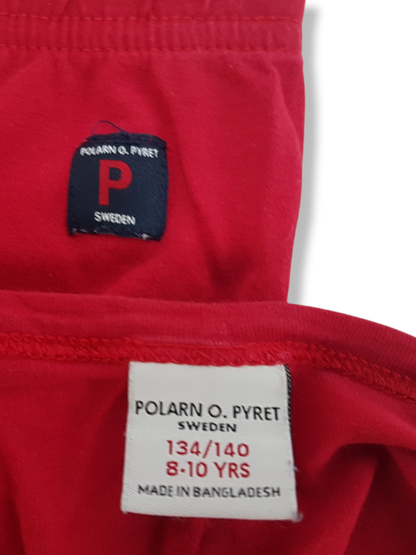 POLARN O. PYRET
P
SWEDEN
POLARN O. PYRET
SWEDEN
134/140
8-10 YRS
MADE IN BANGLADESH